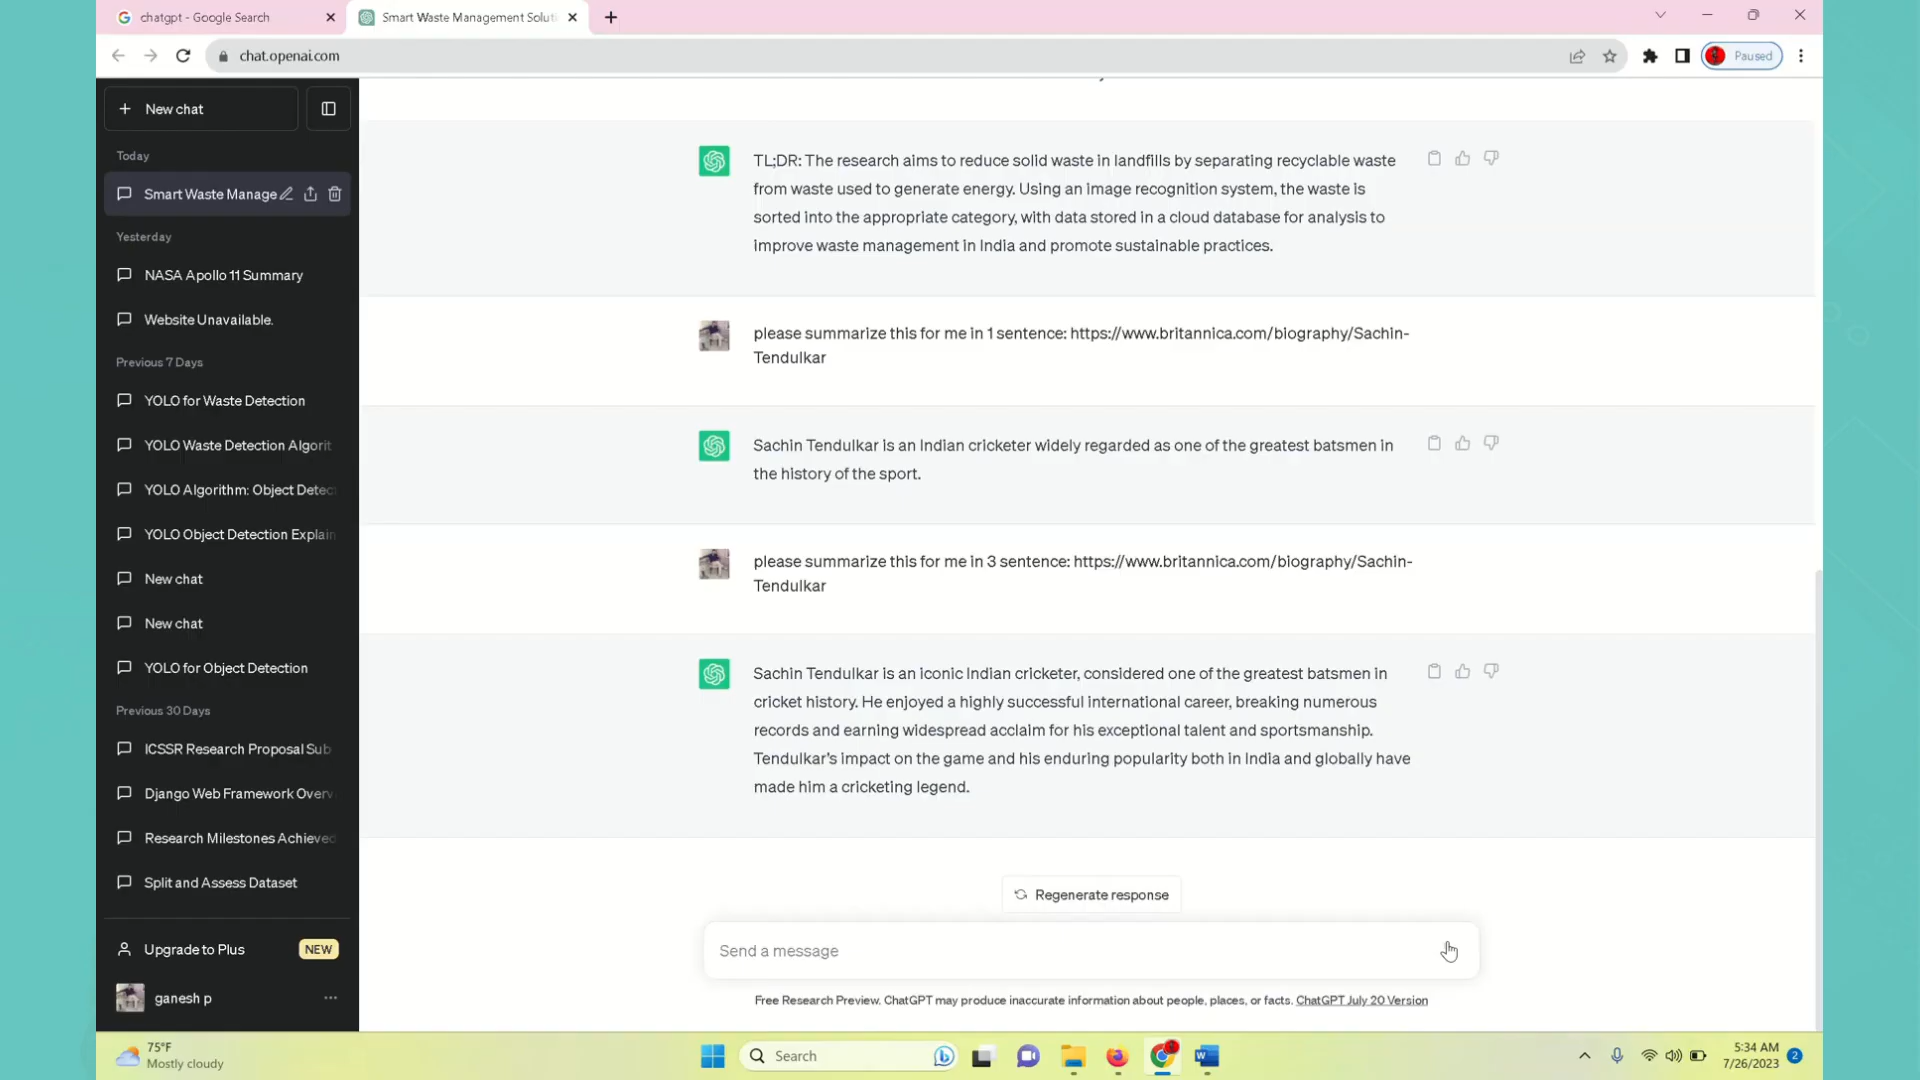 chatgpt - Google Search
Smart Waste Management Soluti
chat.openai.com
Paused
New chat
Today
Smart Waste Manage
Yesterday
NASA Apollo 11 Summary
Website Unavailable.
Previous 7 Days
YOLO for Waste Detection
YOLO Waste Detection Algorit
YOLO Algorithm: Object Detec
YOLO Object Detection Explain
New chat
New chat
YOLO for Object Detection
Previous 30 Days
ICSSR Research Proposal Sub
Django Web Framework Overv
Research Milestones Achieved
Split and Assess Dataset
Upgrade to Plus
NEW
ganesh p
TL;DR: The research aims to reduce solid waste in landfills by separating recyclable waste
from waste used to generate energy. Using an image recognition system, the waste is
sorted into the appropriate category, with data stored in a cloud database for analysis to
improve waste management in India and promote sustainable practices.
please summarize this for me in 1 sentence: https://www.britannica.com/biography/Sachin-
Tendulkar
Sachin Tendulkar is an Indian cricketer widely regarded as one of the greatest batsmen in
the history of the sport.
please summarize this for me in 3 sentence: https://www.britannica.com/biography/Sachin-
Tendulkar
Sachin Tendulkar is an iconic Indian cricketer, considered one of the greatest batsmen in
cricket history. He enjoyed a highly successful international career, breaking numerous
records and earning widespread acclaim for his exceptional talent and sportsmanship.
Tendulkar's impact on the game and his enduring popularity both in India and globally have
made him a cricketing legend.
Regenerate response
Send a message
Free Research Preview. ChatGPT may produce inaccurate information about people, places, or facts. ChatGPT July 20 Version
75°F
Mostly cloudy
Search
5:34 AM
7/26/2023
2